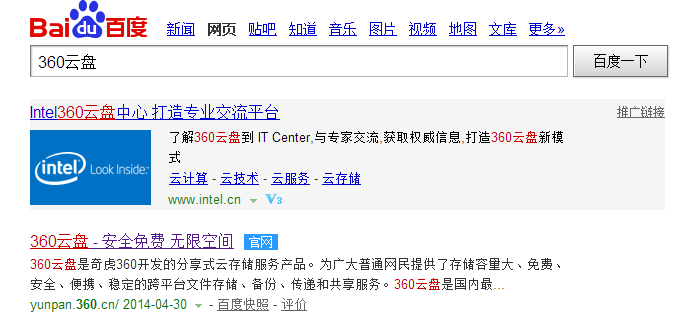 Bai du 百度 新闻 网页 贴吧 知道 音乐 图片 视频 地图 文库 更多»
360云盘 百度一下
Intel360云盘中心 打造专业交流平台 推广链接
了解360云盘到 IT Center,与专家交流,获取权威信息,打造360云盘新模
式
intel Look Inside.
云计算 - 云技术 - 云服务 - 云存储
www.intel.cn V3
360云盘 - 安全免费 无限空间 官网
360云盘是奇虎360开发的分享式云存储服务产品。为广大普通网民提供了存储容量大、免费、
安全、便携、稳定的跨平台文件存储、备份、传递和共享服务。360云盘是国内最...
yunpan.360.cn/ 2014-04-30 - 百度快照 - 评价